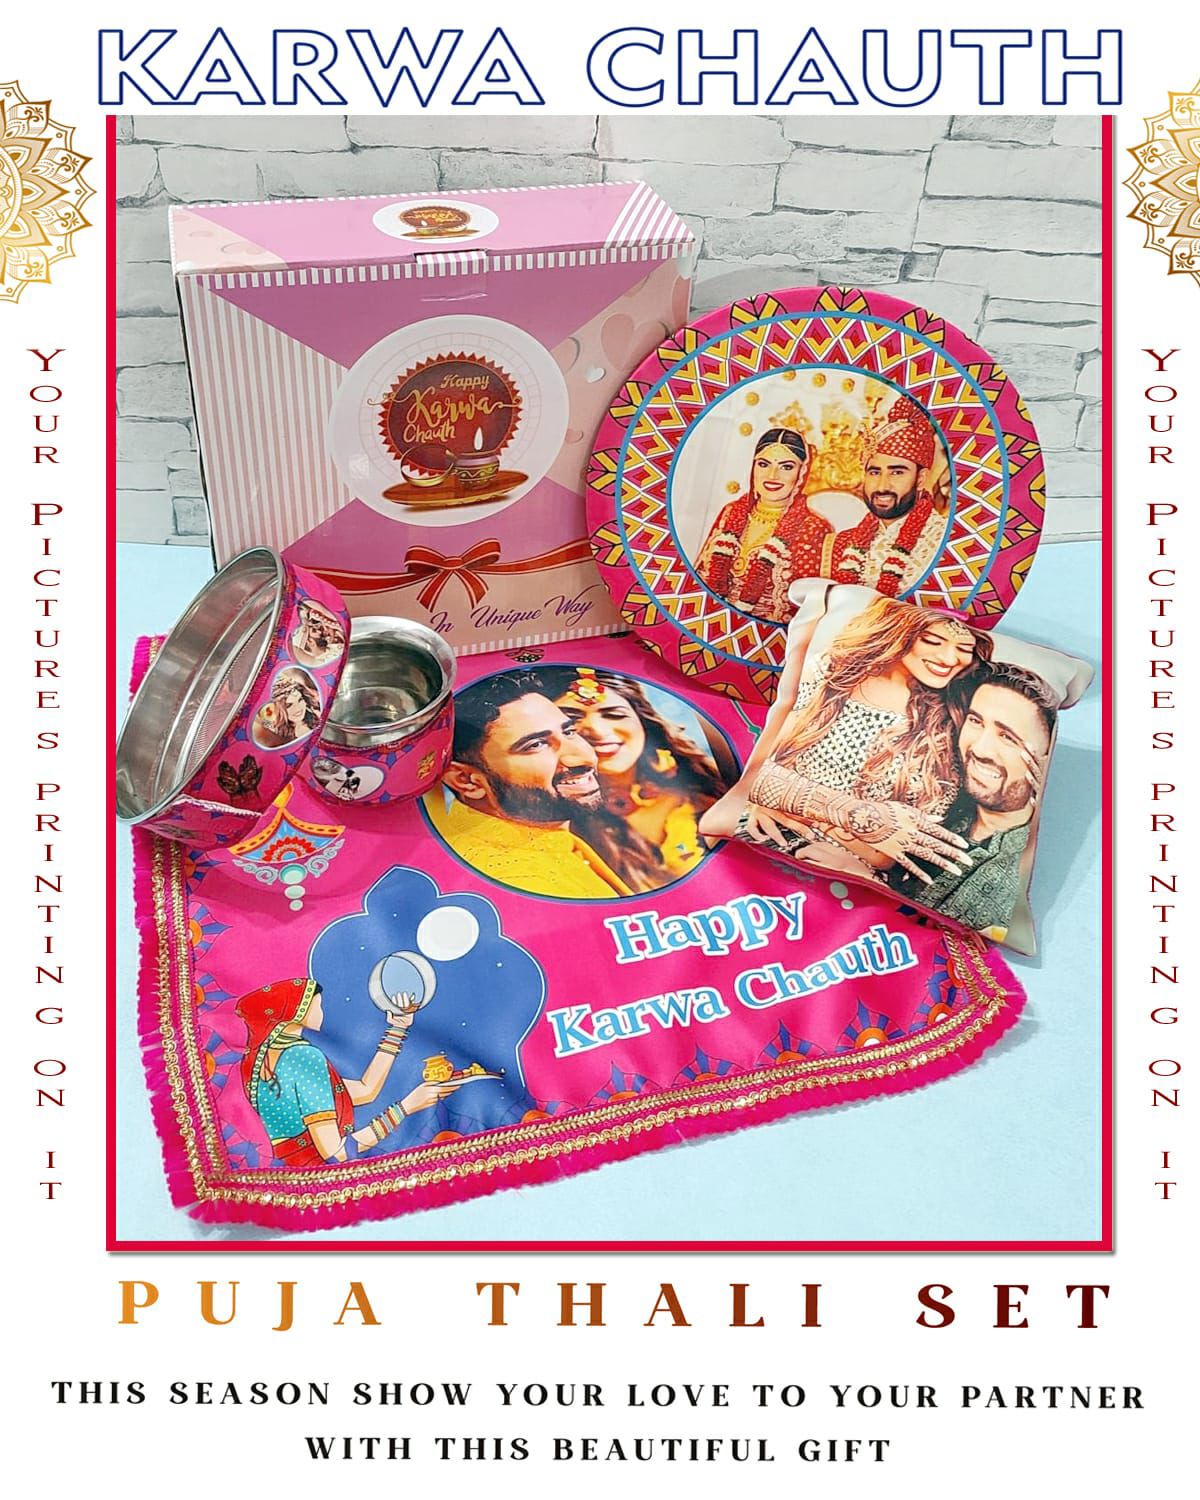 KARWA CHAUTH
Happy
Karwa
Chauth
In Unique Way
Happy
Karwa Chauth
YOUR PICTURES PRINTING ON IT
YOUR PICTURES PRINTING ON IT
PUJA THALI SET
THIS SEASON SHOW YOUR LOVE TO YOUR PARTNER
WITH THIS BEAUTIFUL GIFT